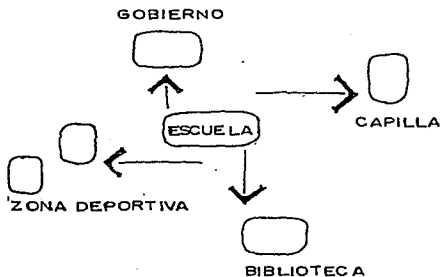 GOBIERNO
ESCUELA
CAPILLA
ZONA DEPORTIVA
BIBLIOTECA